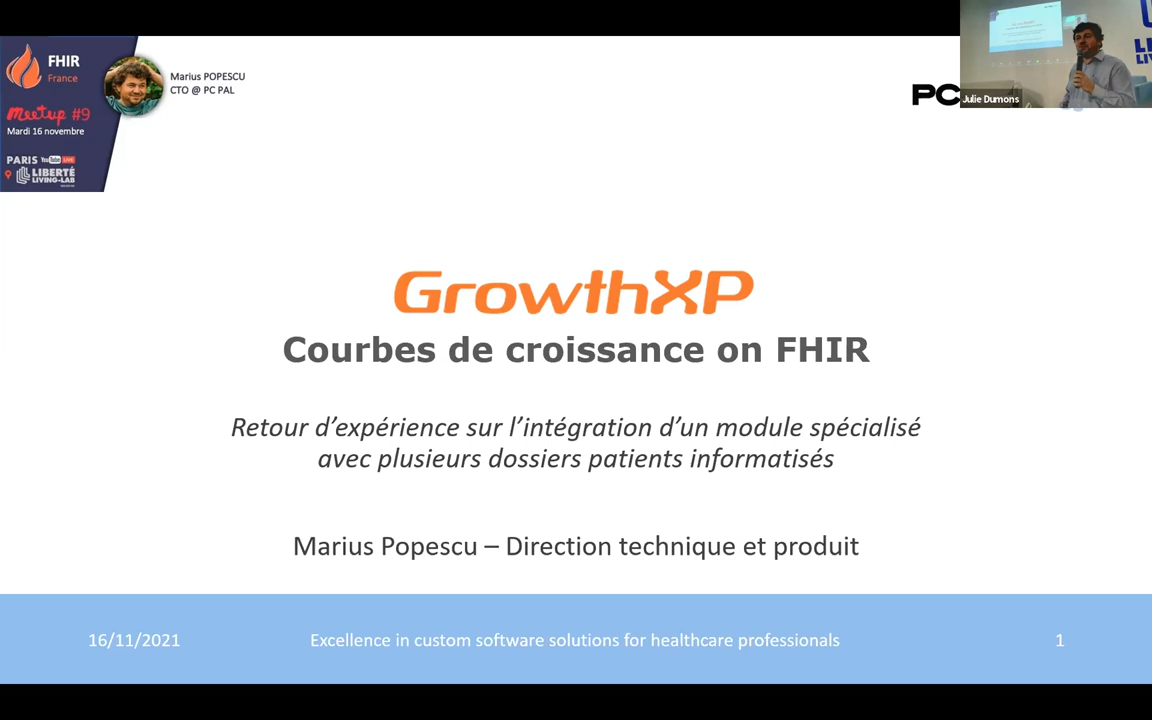 FHIR
France
Meetup #9
Mardi 16 novembre
PARIS YouTube LIVE
LIBERTÉ
LIVING-LAB
Marius POPESCU
CTO @ PC PAL
PC
Julie Dumons
GrowthXP
Courbes de croissance on FHIR
Retour d’expérience sur l’intégration d’un module spécialisé
avec plusieurs dossiers patients informatisés
Marius Popescu – Direction technique et produit
16/11/2021
Excellence in custom software solutions for healthcare professionals
1